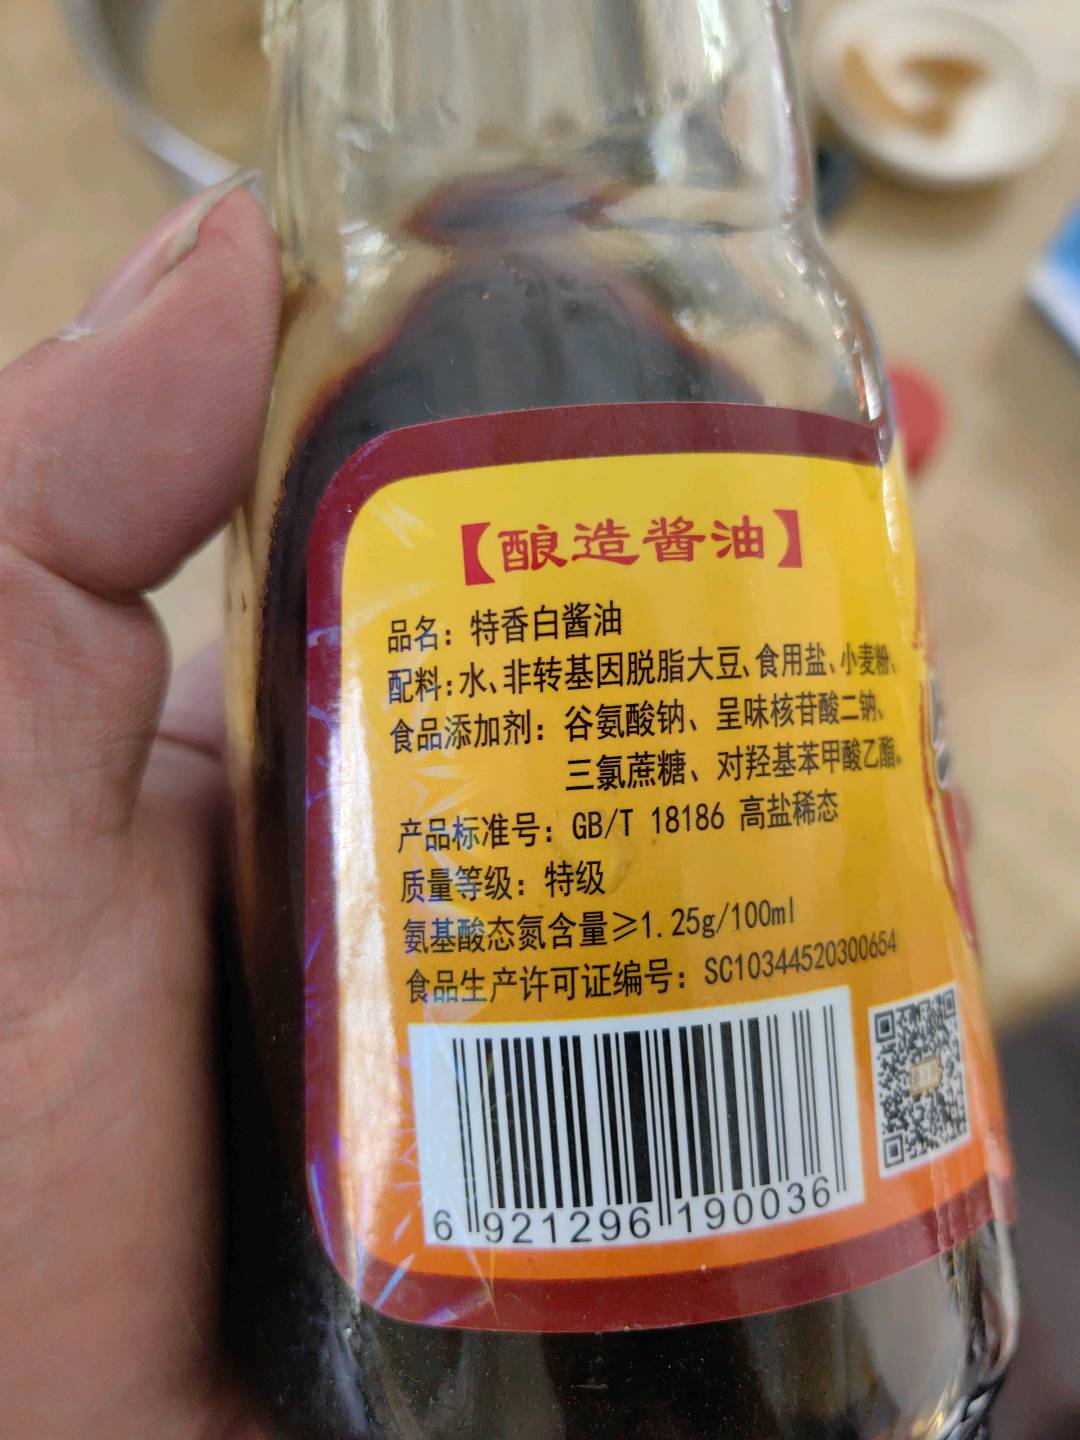 【酿造酱油】
品名：特香白酱油
配料：水、非转基因脱脂大豆、食用盐、小麦粉、
食品添加剂：谷氨酸钠、呈味核苷酸二钠、
三氯蔗糖、对羟基苯甲酸乙酯。
产品标准号：GB/T 18186 高盐稀态
质量等级：特级
氨基酸态氮含量≥1.25g/100ml
食品生产许可证编号：SC10344520300654
6 921296 190036